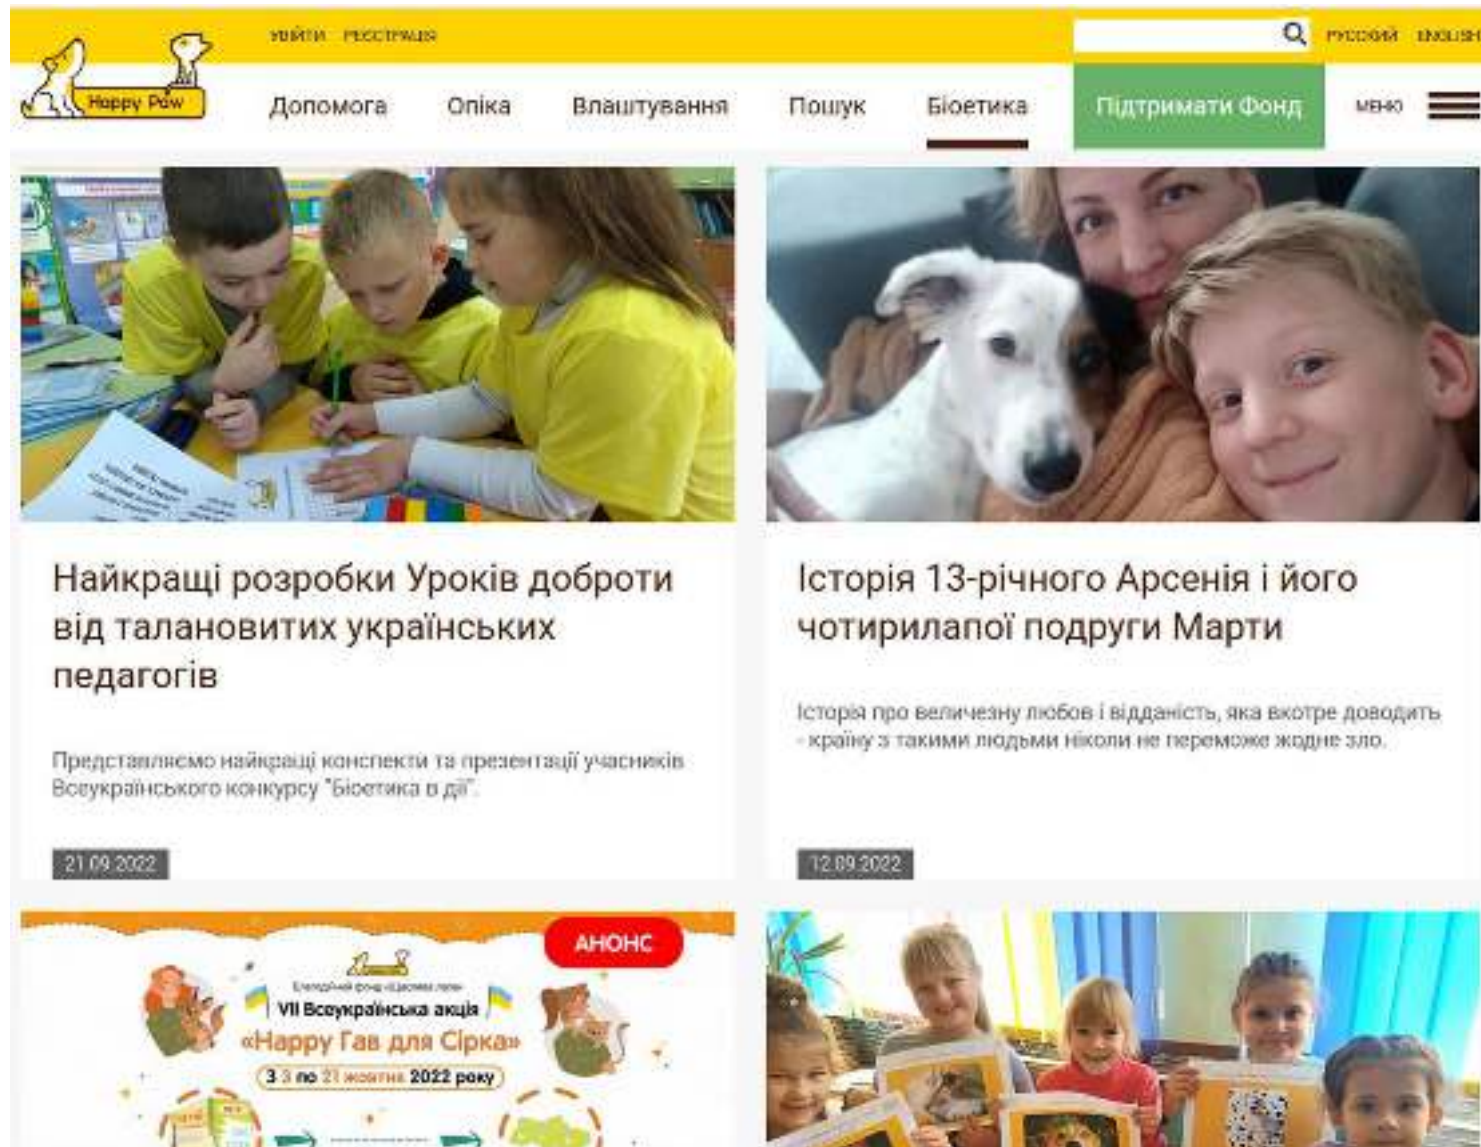 УВІЙТИ РЕЄСТРАЦІЯ
РУССКИЙ ENGLISH
Happy Paw
Допомога Опіка Влаштування Пошук Біоетика Підтримати Фонд МЕНЮ
Найкращі розробки Уроків доброти
від талановитих українських
педагогів
Представляємо найкращі конспекти та презентації учасників
Всеукраїнського конкурсу "Біоетика в дії".
21.09.2022
Історія 13-річного Арсенія і його
чотирилапої подруги Марти
Історія про величезну любов і відданість, яка вкотре доводить
- країну з такими людьми ніколи не переможе жодне зло.
12.09.2022
АНОНС
Благодійний фонд «Щаслива лапа»
VII Всеукраїнська акція
«Happy Гав для Сірка»
З 3 по 21 жовтня 2022 року